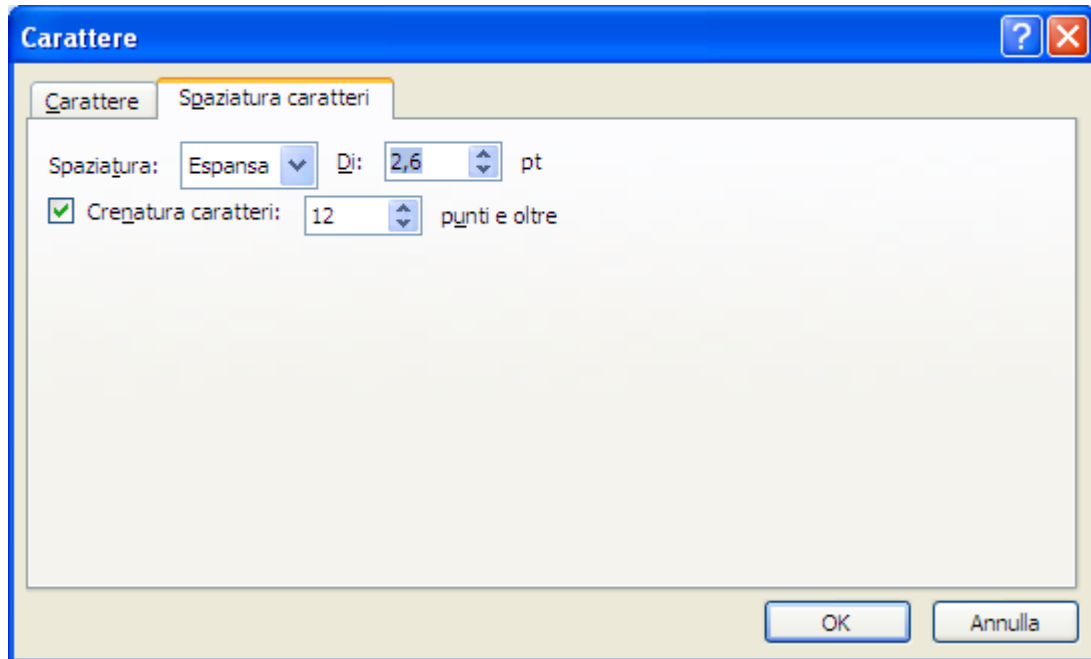 Carattere
Carattere Spaziatura caratteri
Spaziatura: Espansa Di: 2,6 pt
Crenatura caratteri: 12 punti e oltre
OK Annulla